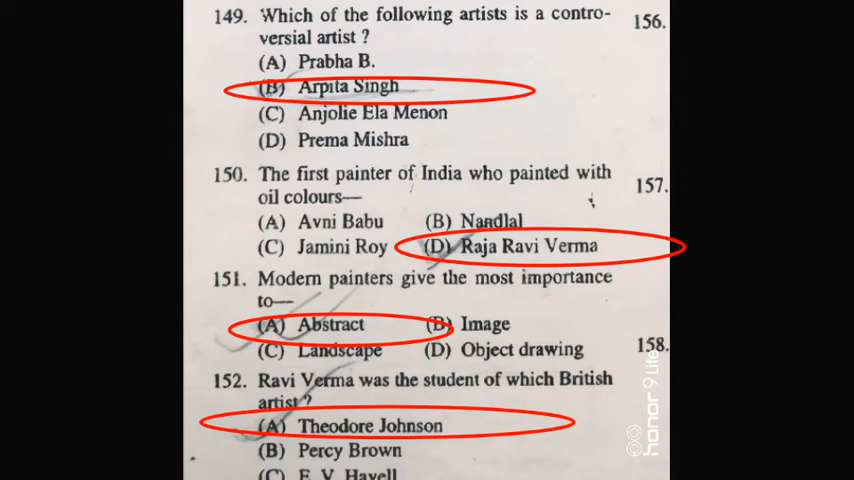 149. Which of the following artists is a contro-
versial artist ?
(A) Prabha B.
(B) Arpita Singh
(C) Anjolie Ela Menon
(D) Prema Mishra
150. The first painter of India who painted with
oil colours—
(A) Avni Babu (B) Nandlal
(C) Jamini Roy (D) Raja Ravi Verma
151. Modern painters give the most importance
to—
(A) Abstract (B) Image
(C) Landscape (D) Object drawing
152. Ravi Verma was the student of which British
artist ?
(A) Theodore Johnson
(B) Percy Brown
(C) E. V. Havell
156.
157.
158.
honor 9 Lite